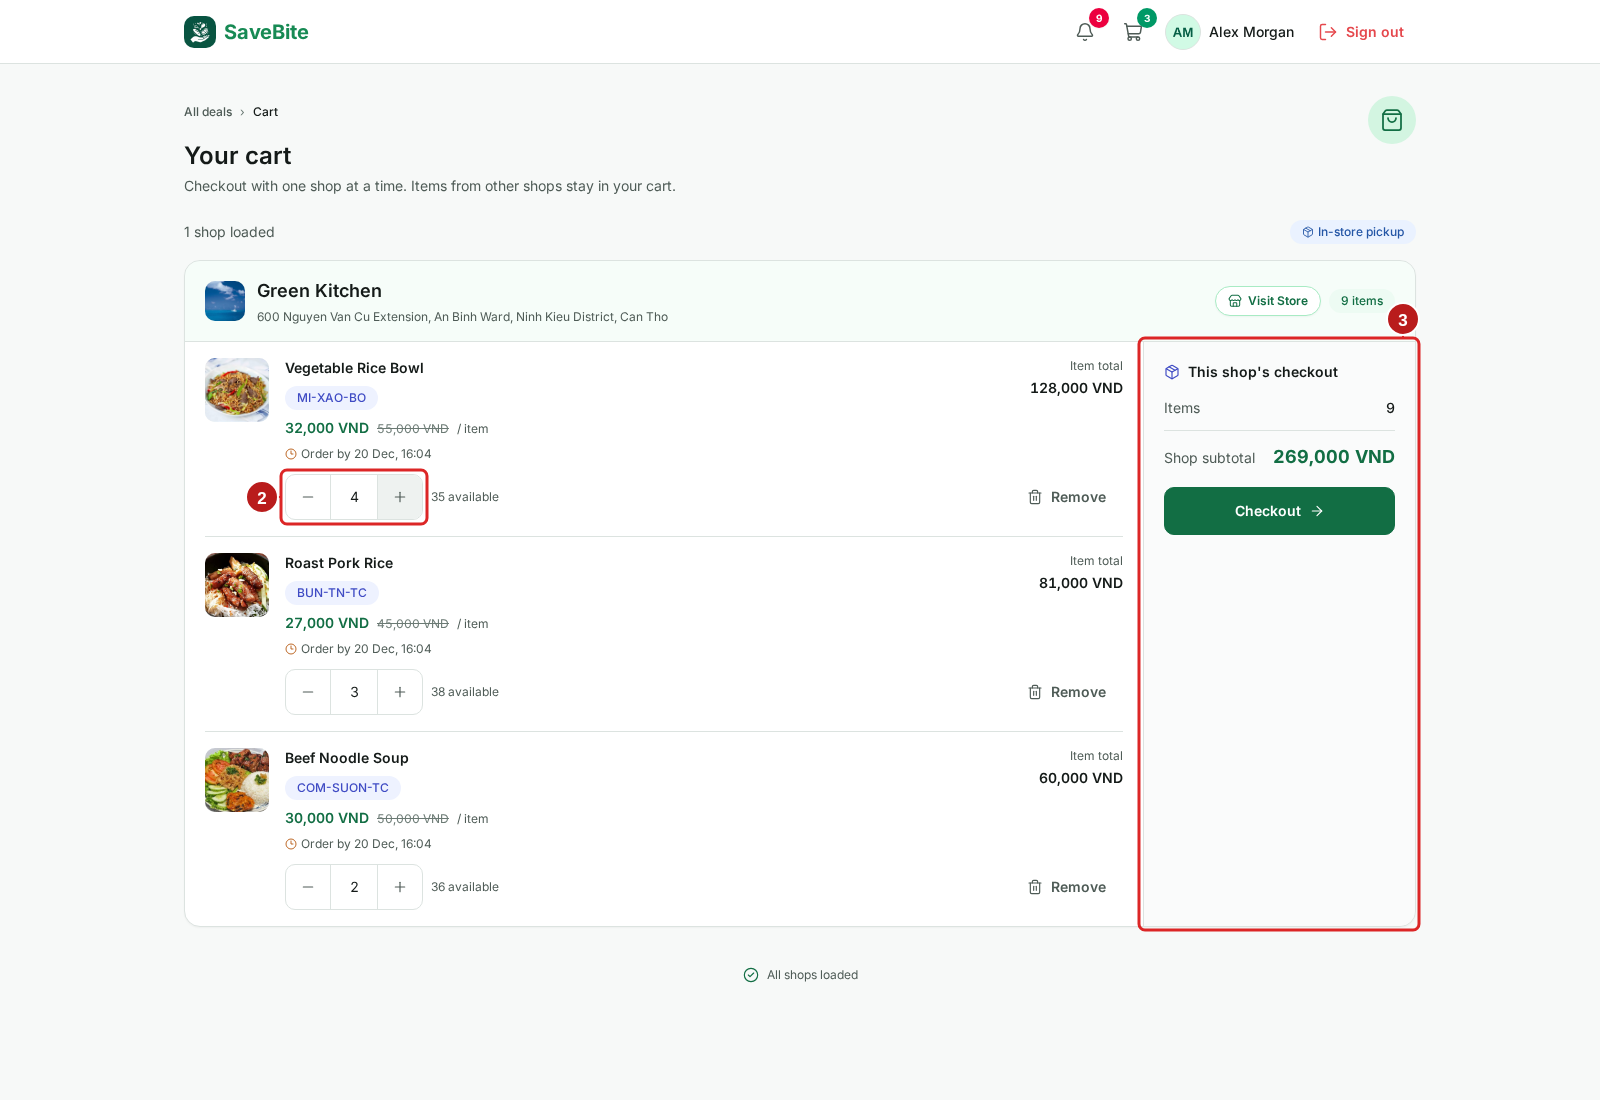 SaveBite
9
3
AM
Alex Morgan
Sign out
All deals › Cart
Your cart
Checkout with one shop at a time. Items from other shops stay in your cart.
1 shop loaded
In-store pickup
Green Kitchen
600 Nguyen Van Cu Extension, An Binh Ward, Ninh Kieu District, Can Tho
Visit Store
9 items
3
Vegetable Rice Bowl
MI-XAO-BO
32,000 VND 55,000 VND / item
Order by 20 Dec, 16:04
2
− 4 + 35 available
Item total
128,000 VND
Remove
Roast Pork Rice
BUN-TN-TC
27,000 VND 45,000 VND / item
Order by 20 Dec, 16:04
− 3 + 38 available
Item total
81,000 VND
Remove
Beef Noodle Soup
COM-SUON-TC
30,000 VND 50,000 VND / item
Order by 20 Dec, 16:04
− 2 + 36 available
Item total
60,000 VND
Remove
This shop's checkout
Items 9
Shop subtotal 269,000 VND
Checkout →
All shops loaded